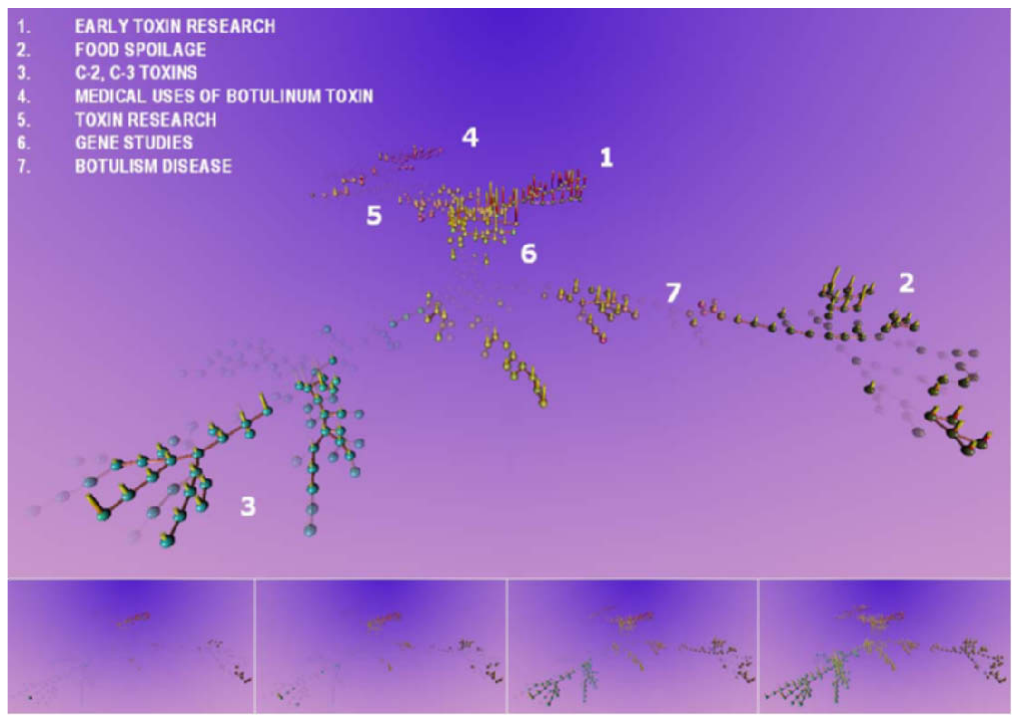 1. EARLY TOXIN RESEARCH
2. FOOD SPOILAGE
3. C-2, C-3 TOXINS
4. MEDICAL USES OF BOTULINUM TOXIN
5. TOXIN RESEARCH
6. GENE STUDIES
7. BOTULISM DISEASE
4
1
5
6
7
2
3